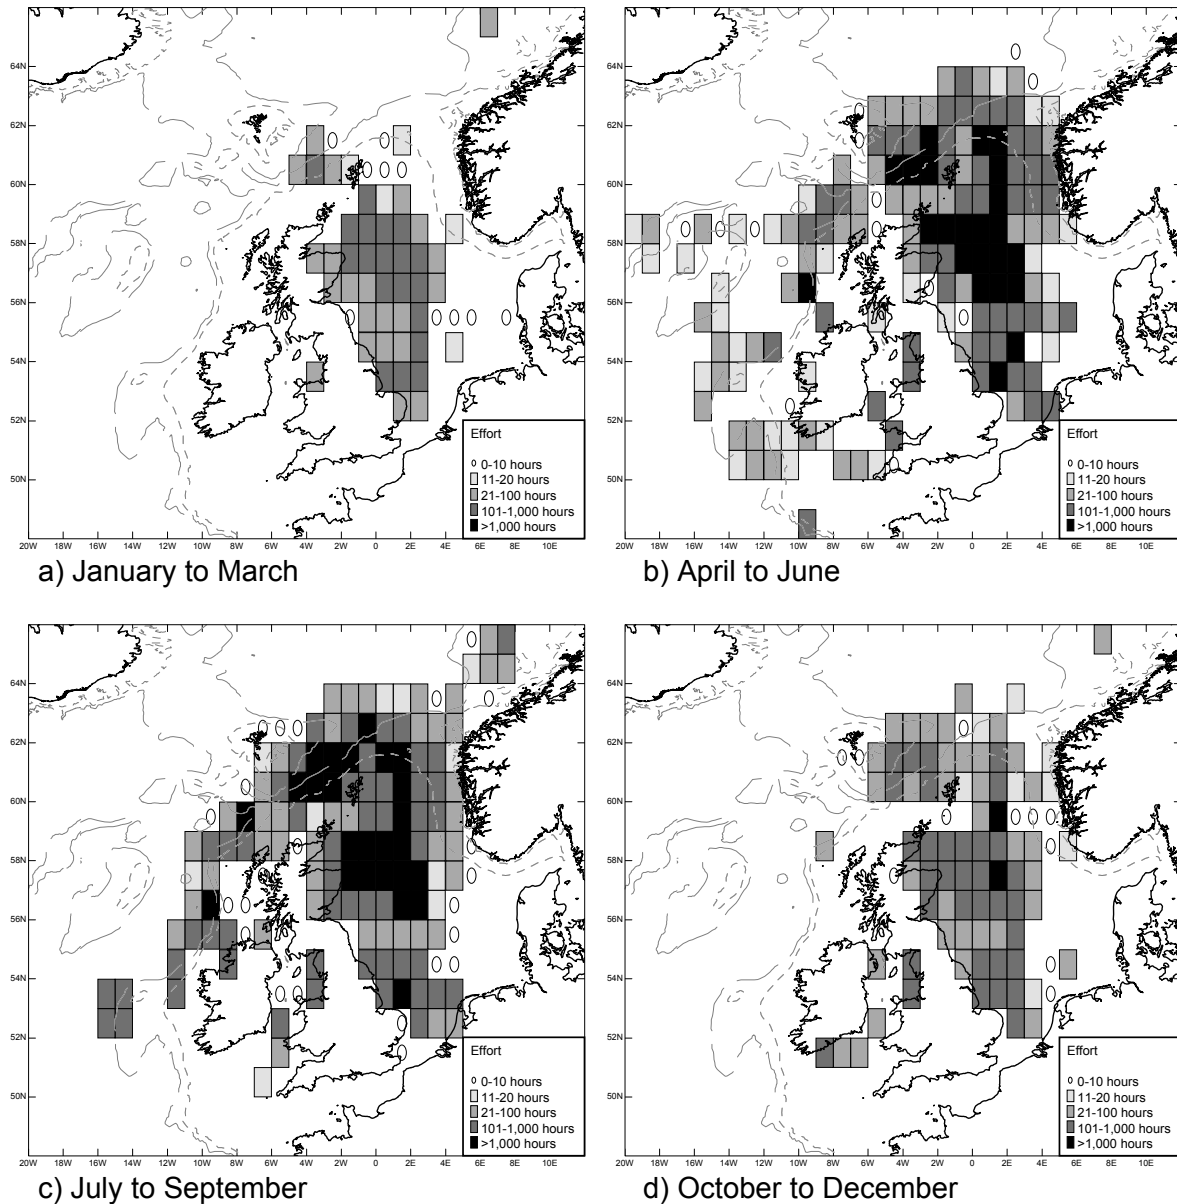 64N
62N
60N
58N
56N
54N
52N
50N
20W 18W 16W 14W 12W 10W 8W 6W 4W 2W 0 2E 4E 6E 8E 10E
Effort
0-10 hours
11-20 hours
21-100 hours
101-1,000 hours
>1,000 hours
a) January to March
64N
62N
60N
58N
56N
54N
52N
50N
20W 18W 16W 14W 12W 10W 8W 6W 4W 2W 0 2E 4E 6E 8E 10E
Effort
0-10 hours
11-20 hours
21-100 hours
101-1,000 hours
>1,000 hours
b) April to June
64N
62N
60N
58N
56N
54N
52N
50N
20W 18W 16W 14W 12W 10W 8W 6W 4W 2W 0 2E 4E 6E 8E 10E
Effort
0-10 hours
11-20 hours
21-100 hours
101-1,000 hours
>1,000 hours
c) July to September
64N
62N
60N
58N
56N
54N
52N
50N
20W 18W 16W 14W 12W 10W 8W 6W 4W 2W 0 2E 4E 6E 8E 10E
Effort
0-10 hours
11-20 hours
21-100 hours
101-1,000 hours
>1,000 hours
d) October to December